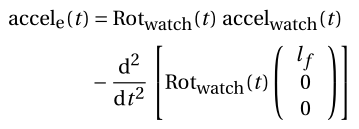 accel_e(t) = Rot_watch(t) accel_watch(t)
− d²/dt² [ Rot_watch(t) ( l_f 0 0 ) ]